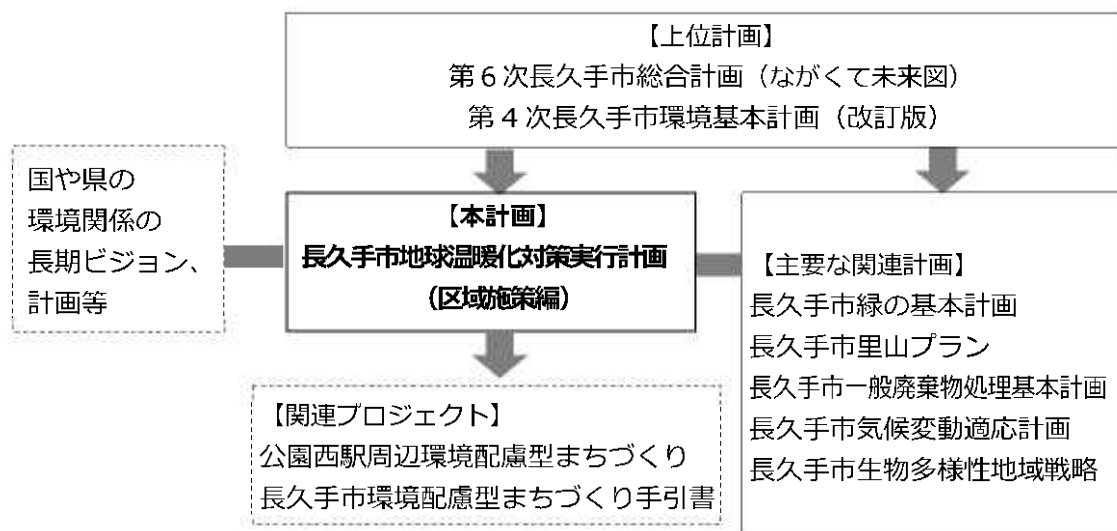 【上位計画】
第６次長久手市総合計画（ながくて未来図）
第４次長久手市環境基本計画（改訂版）
国や県の
環境関係の
長期ビジョン、
計画等
【本計画】
長久手市地球温暖化対策実行計画
（区域施策編）
【主要な関連計画】
長久手市緑の基本計画
長久手市里山プラン
長久手市一般廃棄物処理基本計画
長久手市気候変動適応計画
長久手市生物多様性地域戦略
【関連プロジェクト】
公園西駅周辺環境配慮型まちづくり
長久手市環境配慮型まちづくり手引書